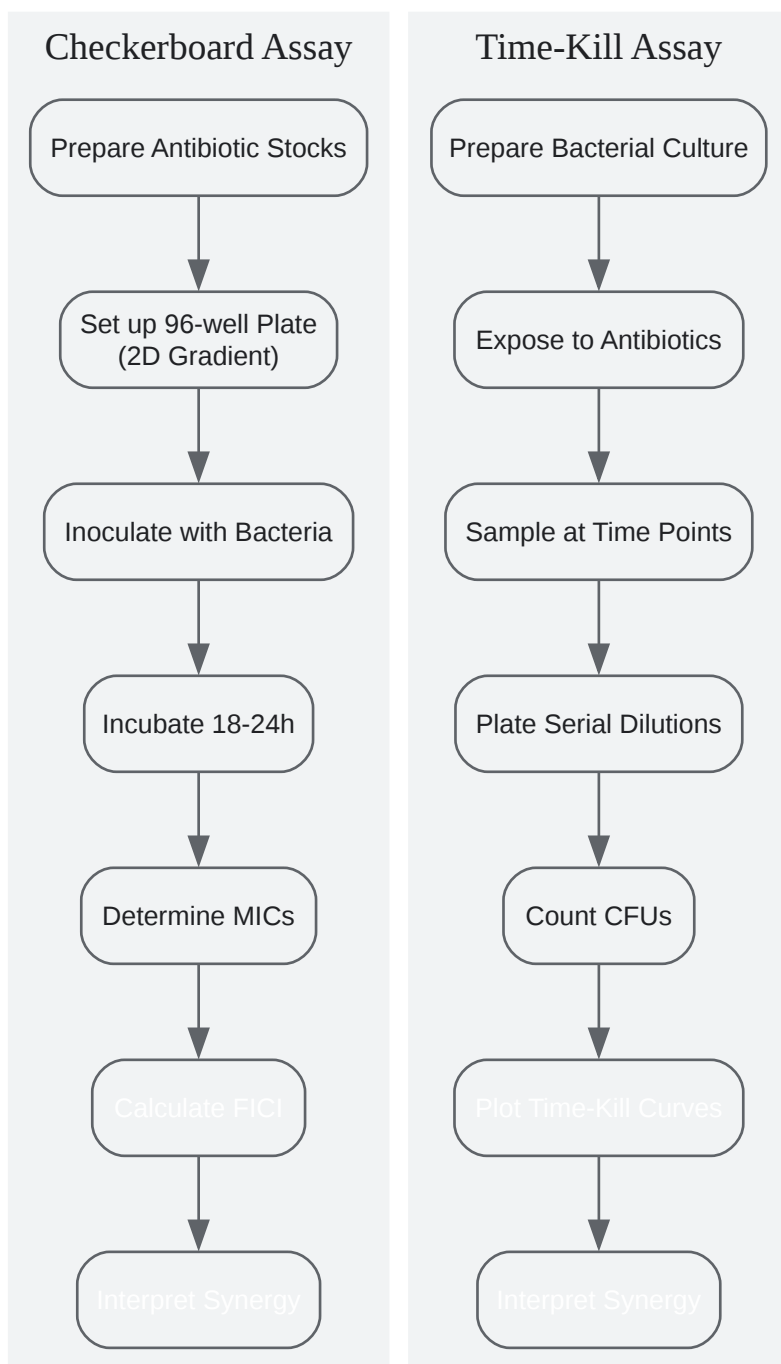 Checkerboard Assay
Prepare Antibiotic Stocks
Set up 96-well Plate
(2D Gradient)
Inoculate with Bacteria
Incubate 18-24h
Determine MICs
Calculate FICI
Interpret Synergy
Time-Kill Assay
Prepare Bacterial Culture
Expose to Antibiotics
Sample at Time Points
Plate Serial Dilutions
Count CFUs
Plot Time-Kill Curves
Interpret Synergy